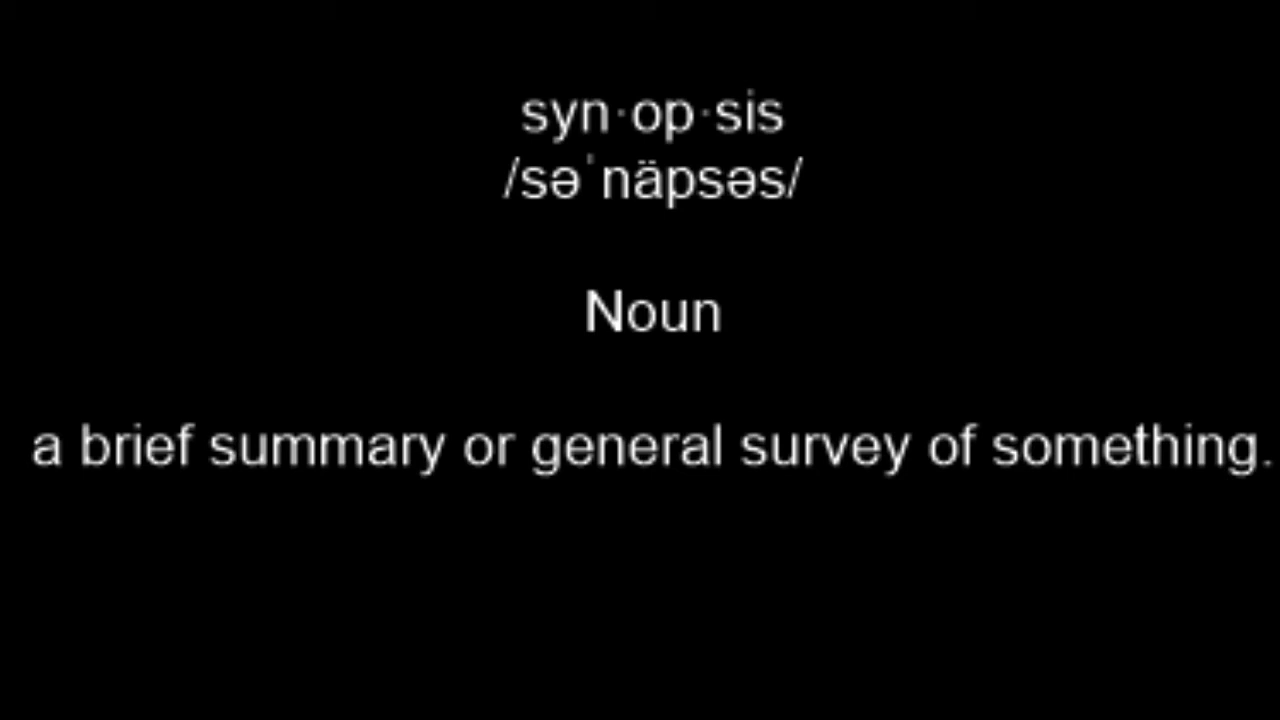 syn·op·sis
/səˈnäpsəs/
Noun
a brief summary or general survey of something.